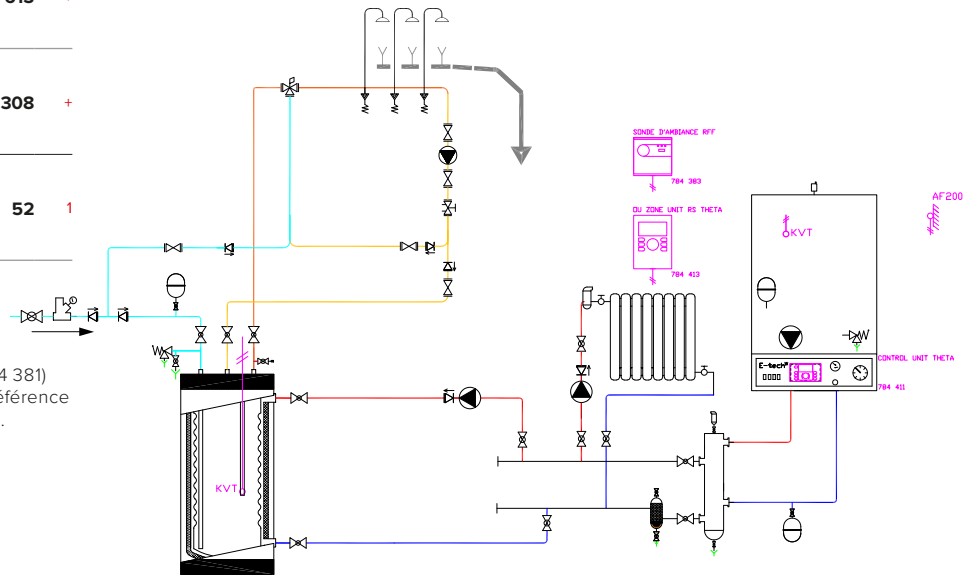 308 +
52 1
4 381)
éférence
.
SONDE D'AMBIANCE RFF
784 383
OU ZONE UNIT RS THETA
784 413
AF200
KVT
E-tech
CONTROL UNIT THETA
784 411
KVT